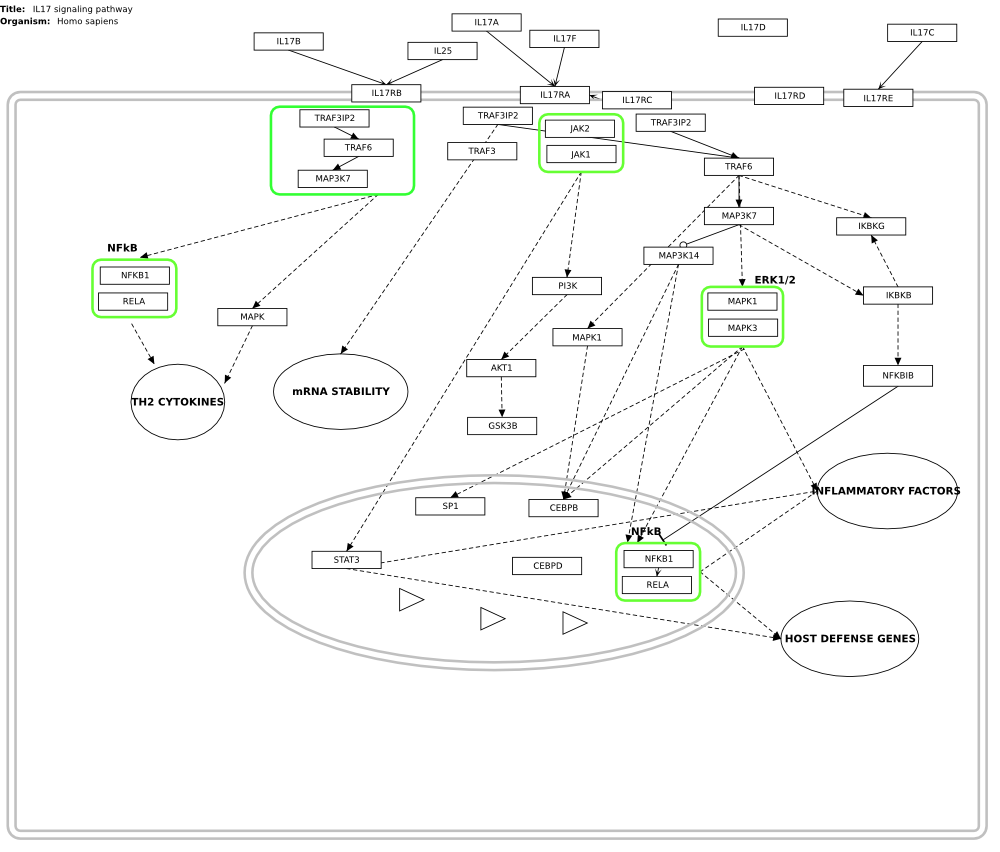 Title: IL17 signaling pathway
Organism: Homo sapiens
IL17A
IL17D
IL17C
IL17F
IL17B
IL25
IL17RB
IL17RA
IL17RC
IL17RD
IL17RE
TRAF3IP2
TRAF3IP2
TRAF3IP2
JAK2
TRAF6
TRAF3
JAK1
TRAF6
MAP3K7
MAP3K7
IKBKG
NFkB
MAP3K14
NFKB1
PI3K
ERK1/2
RELA
MAPK1
IKBKB
MAPK
MAPK3
MAPK1
AKT1
NFKBIB
mRNA STABILITY
TH2 CYTOKINES
GSK3B
INFLAMMATORY FACTORS
SP1
CEBPB
NFkB
STAT3
NFKB1
CEBPD
RELA
HOST DEFENSE GENES